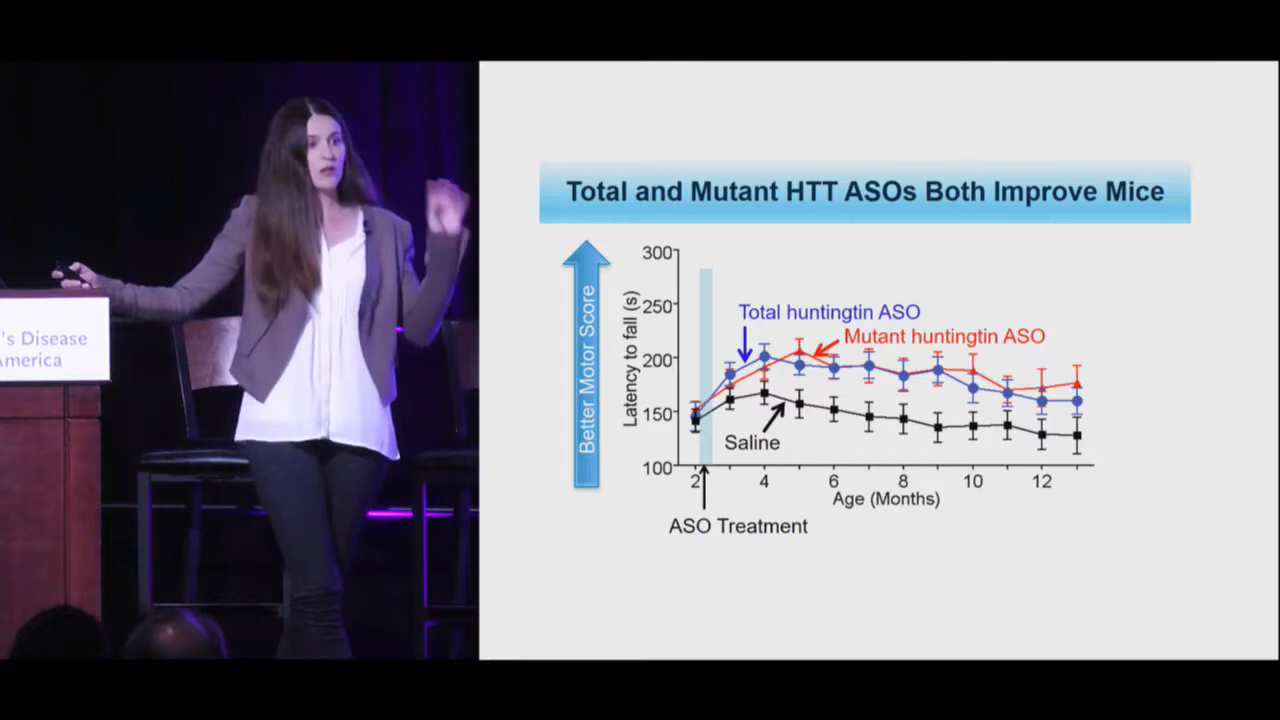 's Disease
America
Total and Mutant HTT ASOs Both Improve Mice
Better Motor Score
Latency to fall (s)
300
250
200
150
100
Total huntingtin ASO
Mutant huntingtin ASO
Saline
2 4 6 8 10 12
Age (Months)
ASO Treatment